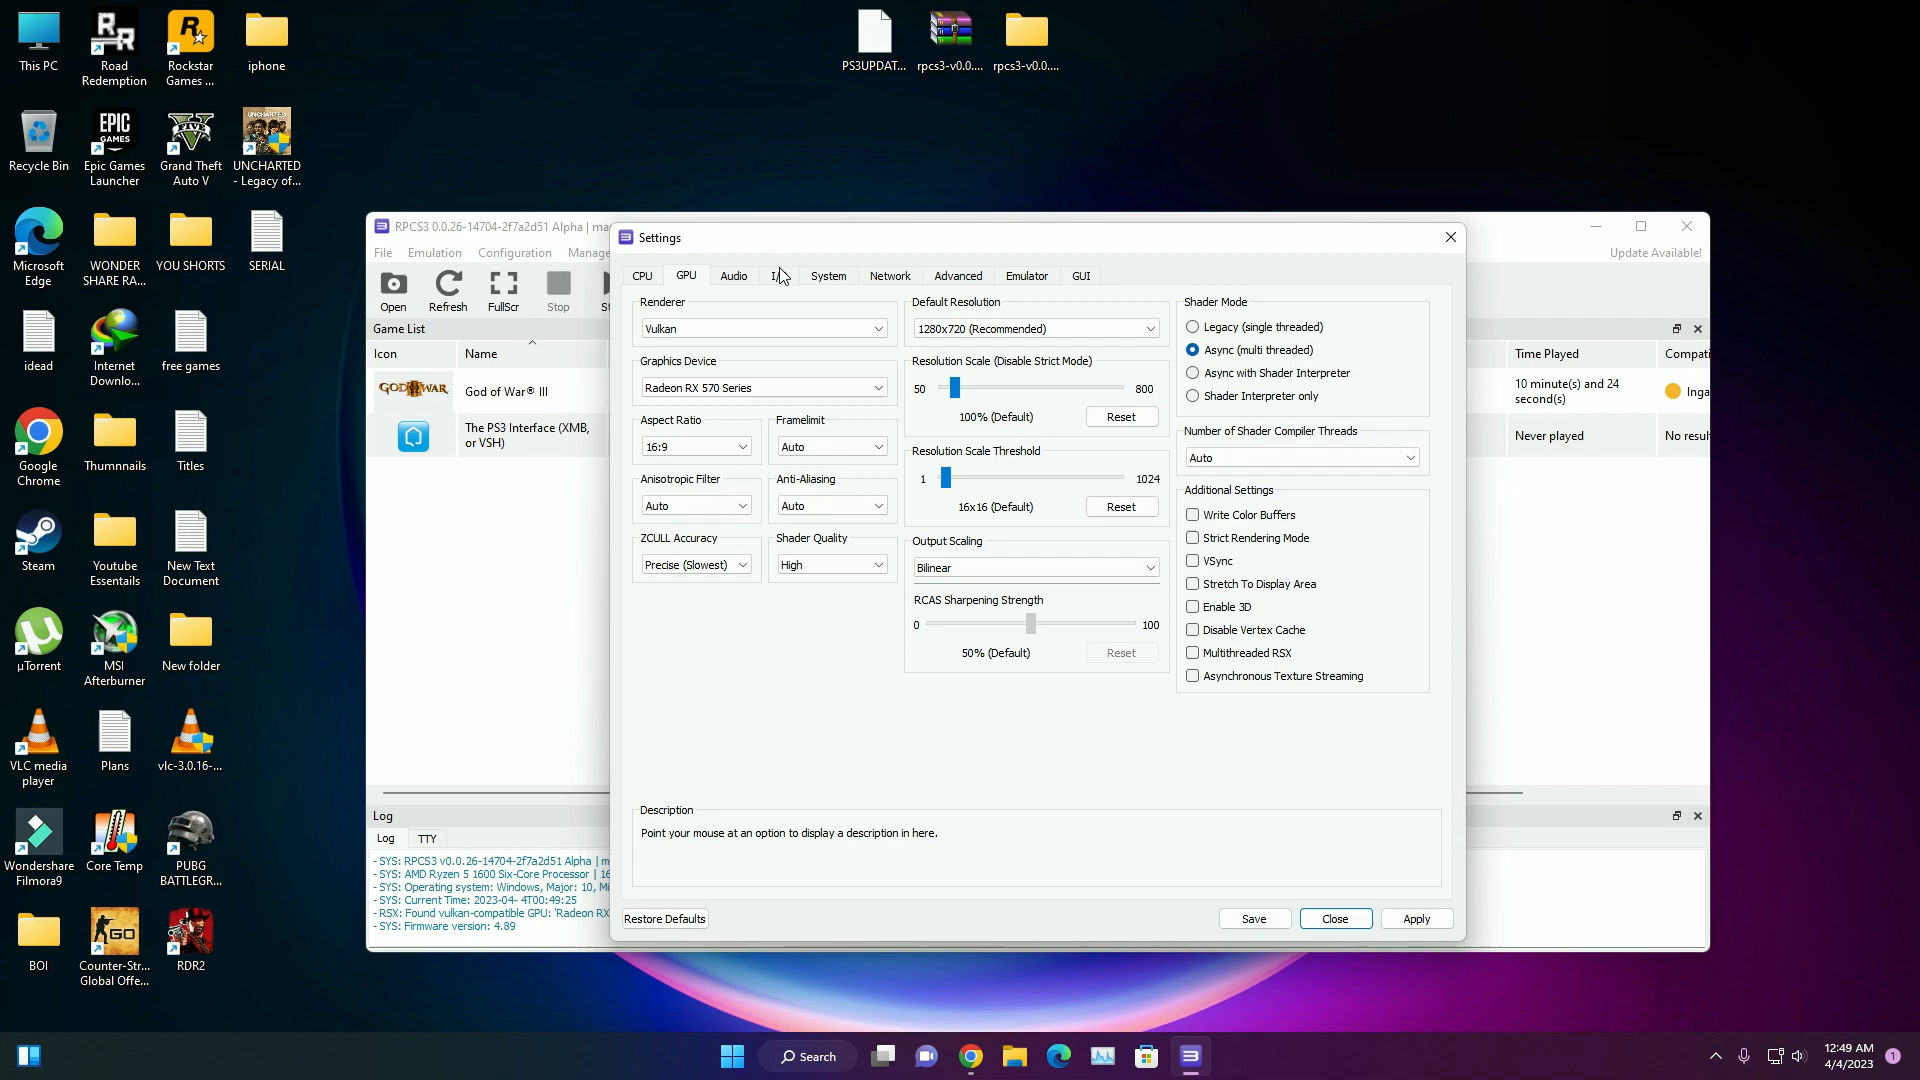 This PC
Road
Redemption
Rockstar
Games ...
iphone
PS3UPDAT...
rpcs3-v0.0....
rpcs3-v0.0....
Recycle Bin
EPIC
GAMES
Epic Games
Launcher
Grand Theft
Auto V
UNCHARTED
- Legacy of...
Microsoft
Edge
WONDER
SHARE RA...
YOU SHORTS
SERIAL
idead
Internet
Downlo...
free games
Google
Chrome
Thumnnails
Titles
Steam
Youtube
Essentails
New Text
Document
µTorrent
MSI
Afterburner
New folder
VLC media
player
Plans
vlc-3.0.16-...
Wondershare
Filmora9
Core Temp
PUBG
BATTLEGR...
BOI
Counter-Str...
Global Offe...
RDR2
RPCS3 0.0.26-14704-2f7a2d51 Alpha | ma
File
Emulation
Configuration
Manage
Update Available!
Open
Refresh
FullScr
Stop
St
Game List
Icon
Name
Time Played
Compati
GOD OF WAR
God of War® III
10 minute(s) and 24
second(s)
Inga
The PS3 Interface (XMB,
or VSH)
Never played
No resul
Log
Log
TTY
- SYS: RPCS3 v0.0.26-14704-2f7a2d51 Alpha | m
- SYS: AMD Ryzen 5 1600 Six-Core Processor | 16
- SYS: Operating system: Windows, Major: 10, Mi
- SYS: Current Time: 2023-04- 4T00:49:25
- RSX: Found vulkan-compatible GPU: 'Radeon RX
- SYS: Firmware version: 4.89
Settings
CPU
GPU
Audio
System
Network
Advanced
Emulator
GUI
Renderer
Vulkan
Graphics Device
Radeon RX 570 Series
Aspect Ratio
16:9
Framelimit
Auto
Anisotropic Filter
Auto
Anti-Aliasing
Auto
ZCULL Accuracy
Precise (Slowest)
Shader Quality
High
Default Resolution
1280x720 (Recommended)
Resolution Scale (Disable Strict Mode)
50
800
100% (Default)
Reset
Resolution Scale Threshold
1
1024
16x16 (Default)
Reset
Output Scaling
Bilinear
RCAS Sharpening Strength
0
100
50% (Default)
Reset
Shader Mode
Legacy (single threaded)
Async (multi threaded)
Async with Shader Interpreter
Shader Interpreter only
Number of Shader Compiler Threads
Auto
Additional Settings
Write Color Buffers
Strict Rendering Mode
VSync
Stretch To Display Area
Enable 3D
Disable Vertex Cache
Multithreaded RSX
Asynchronous Texture Streaming
Description
Point your mouse at an option to display a description in here.
Restore Defaults
Save
Close
Apply
Search
12:49 AM
4/4/2023
1